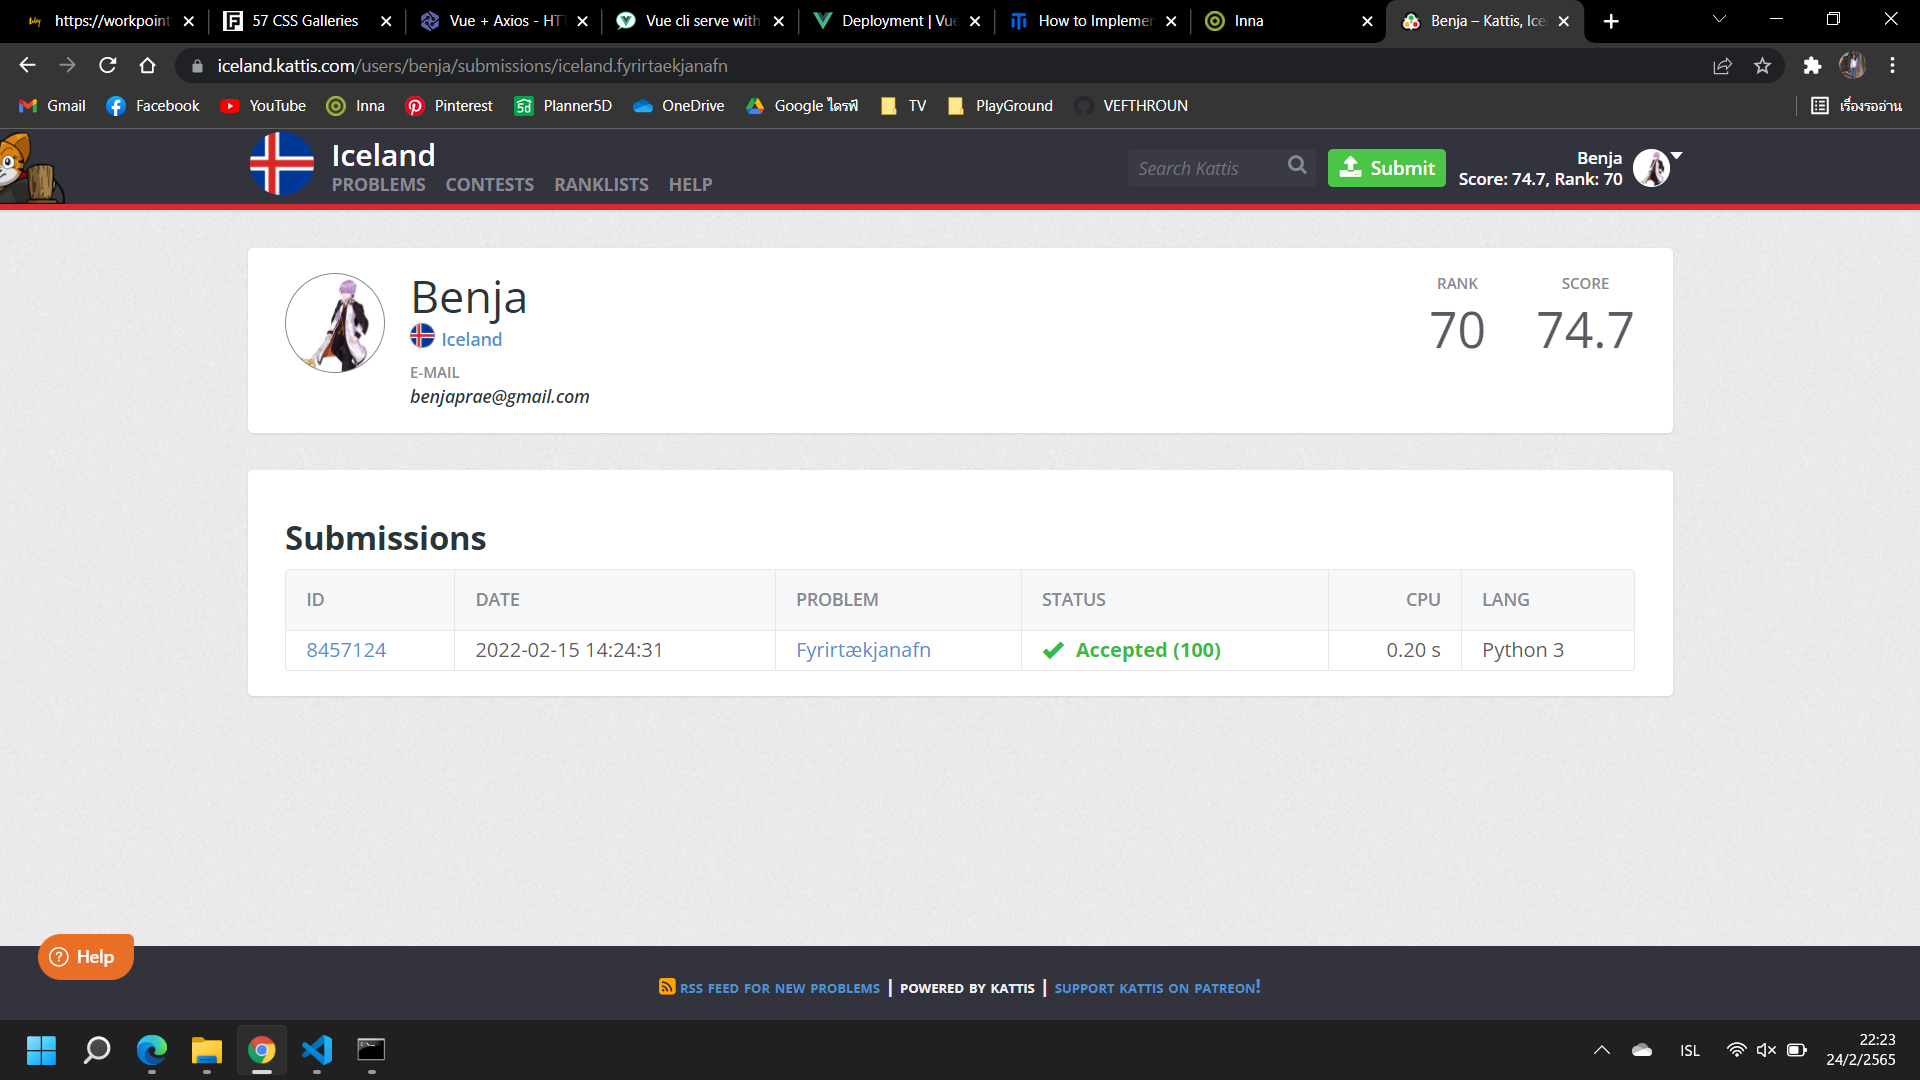 https://workpoint
57 CSS Galleries
Vue + Axios - HTT
Vue cli serve with
Deployment | Vue
How to Implemen
Inna
Benja – Kattis, Icel
iceland.kattis.com/users/benja/submissions/iceland.fyrirtaekjanafn
Gmail
Facebook
YouTube
Inna
Pinterest
Planner5D
OneDrive
Google ไดรฟ์
TV
PlayGround
VEFTHROUN
เรื่องรออ่าน
Iceland
PROBLEMS CONTESTS RANKLISTS HELP
Search Kattis
Submit
Benja
Score: 74.7, Rank: 70
Benja
Iceland
E-MAIL
benjaprae@gmail.com
RANK
70
SCORE
74.7
Submissions
ID DATE PROBLEM STATUS CPU LANG
8457124 2022-02-15 14:24:31 Fyrirtækjanafn Accepted (100) 0.20 s Python 3
Help
RSS FEED FOR NEW PROBLEMS | POWERED BY KATTIS | SUPPORT KATTIS ON PATREON!
ISL
22:23
24/2/2565